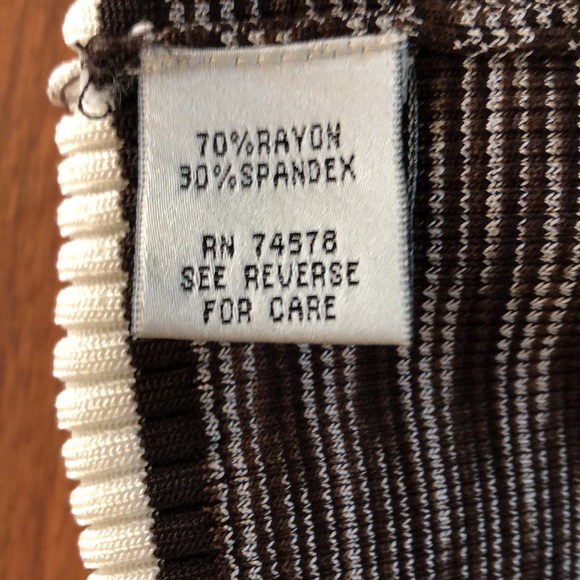 70%RAYON
30%SPANDEX
RN 74578
SEE REVERSE
FOR CARE